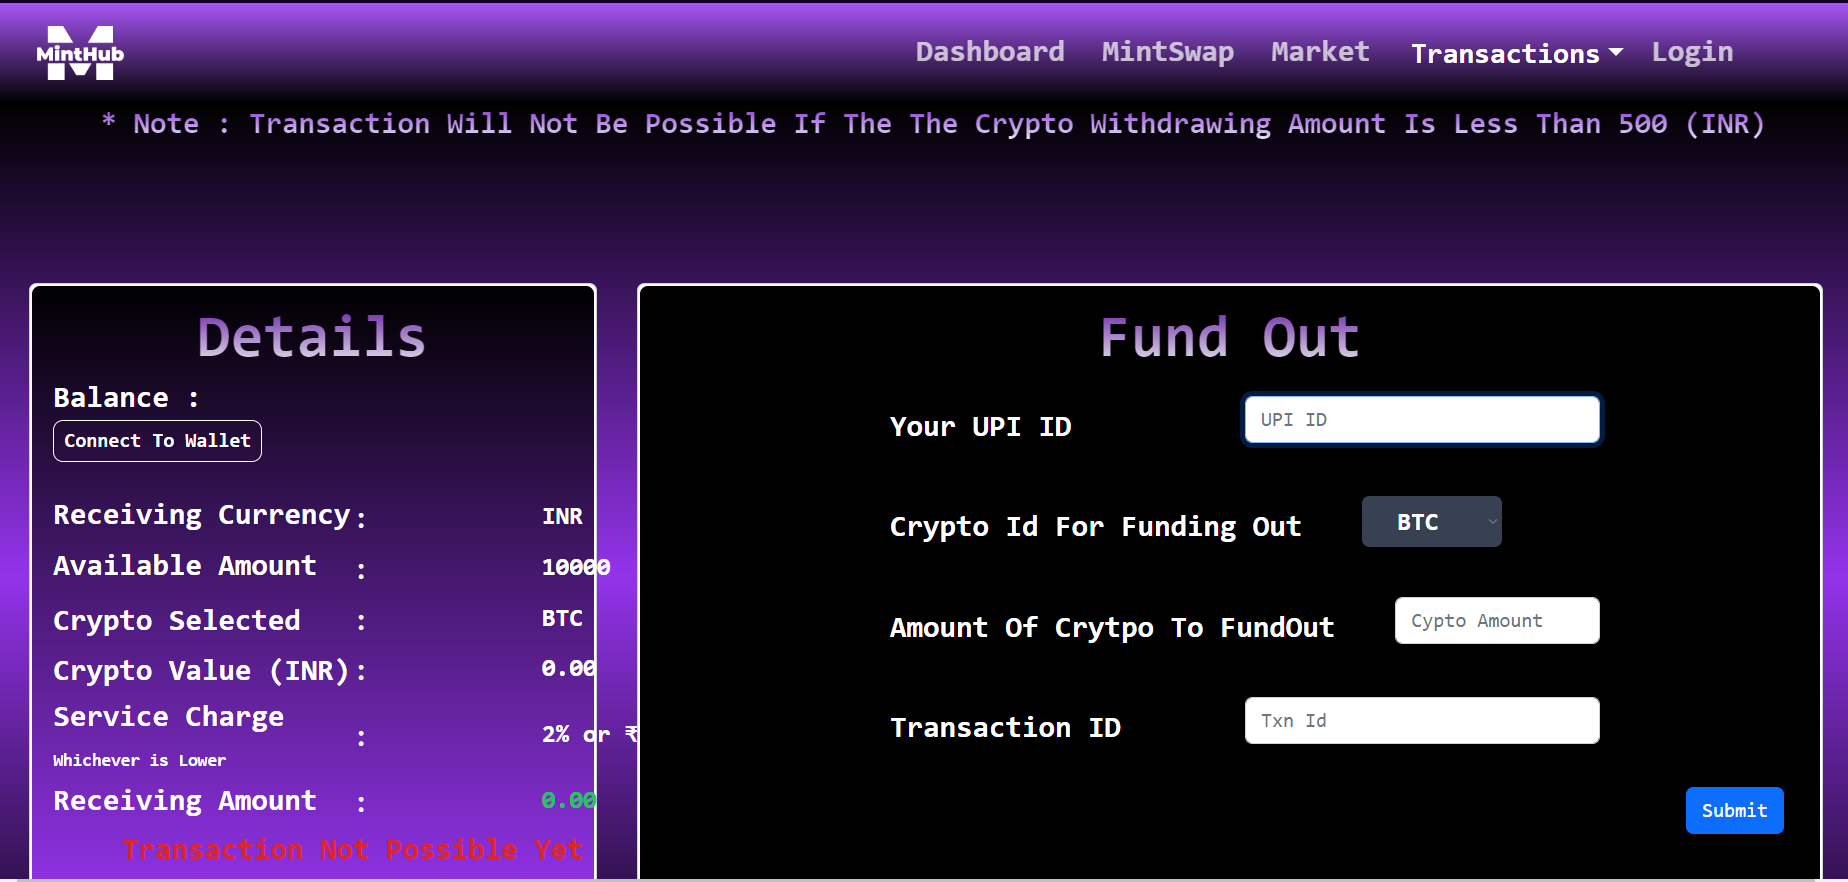 MintHub
Dashboard MintSwap Market Transactions Login
* Note : Transaction Will Not Be Possible If The The Crypto Withdrawing Amount Is Less Than 500 (INR)
Details
Balance :
Connect To Wallet
Receiving Currency : INR
Available Amount : 10000
Crypto Selected : BTC
Crypto Value (INR) : 0.00
Service Charge : 2% or ₹
Whichever is Lower
Receiving Amount : 0.00
Transaction Not Possible Yet
Fund Out
Your UPI ID UPI ID
Crypto Id For Funding Out BTC
Amount Of Crytpo To FundOut Cypto Amount
Transaction ID Txn Id
Submit